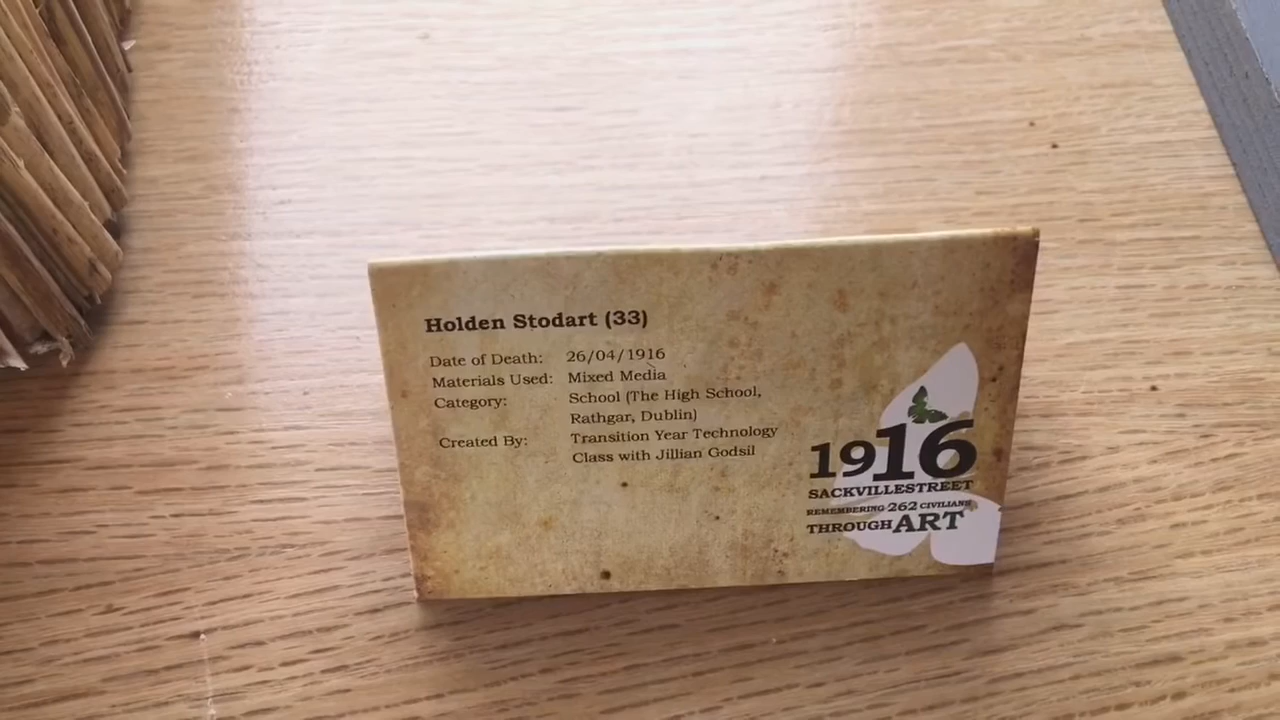 Holden Stodart (33)
Date of Death: 26/04/1916
Materials Used: Mixed Media
Category: School (The High School,
Rathgar, Dublin)
Created By: Transition Year Technology
Class with Jillian Godsil
1916
SACKVILLESTREET
REMEMBERING 262 CIVILIANS
THROUGH ART